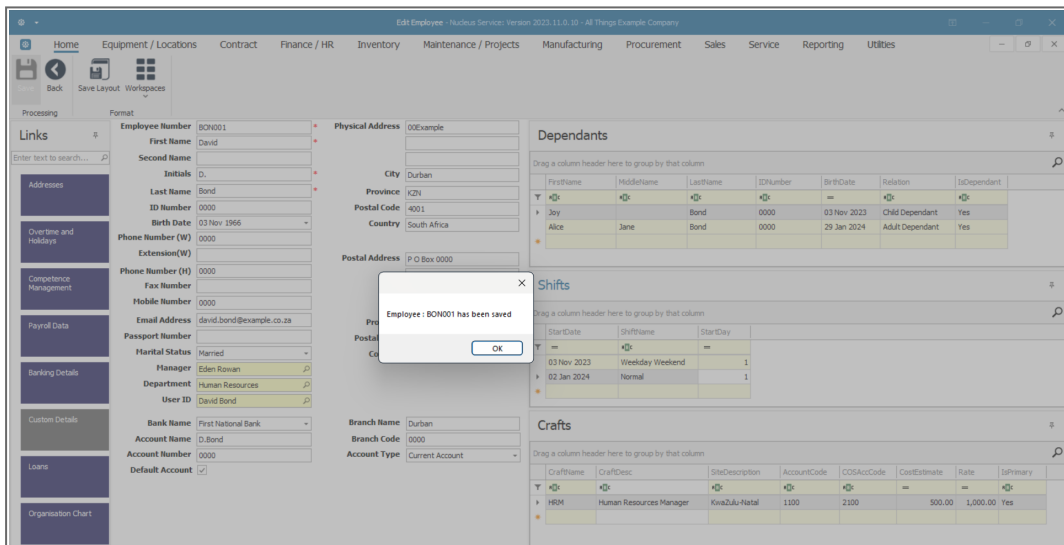 Edit Employee - Nucleus Service: Version 2023.11.0.10 - All Things Example Company
Home Equipment / Locations Contract Finance / HR Inventory Maintenance / Projects Manufacturing Procurement Sales Service Reporting Utilities
Save Back Save Layout Workspaces
Processing Format
Links
Enter text to search...
Addresses
Overtime and Holidays
Competence Management
Payroll Data
Banking Details
Custom Details
Loans
Organisation Chart
Employee Number BON001 *
First Name David *
Second Name
Initials D. *
Last Name Bond *
ID Number 0000
Birth Date 03 Nov 1966
Phone Number (W) 0000
Extension(W)
Phone Number (H) 0000
Fax Number
Mobile Number 0000
Email Address david.bond@example.co.za
Passport Number
Marital Status Married
Manager Eden Rowan
Department Human Resources
User ID David Bond
Bank Name First National Bank
Account Name D.Bond
Account Number 0000
Default Account
Physical Address 00Example
City Durban
Province KZN
Postal Code 4001
Country South Africa
Postal Address P O Box 0000
Pro
Postal
Co
Branch Name Durban
Branch Code 0000
Account Type Current Account
Employee : BON001 has been saved
OK
Dependants
Drag a column header here to group by that column
FirstName MiddleName LastName IDNumber BirthDate Relation IsDependant
Joy Bond 0000 03 Nov 2023 Child Dependant Yes
Alice Jane Bond 0000 29 Jan 2024 Adult Dependant Yes
Shifts
Drag a column header here to group by that column
StartDate ShiftName StartDay
03 Nov 2023 Weekday Weekend 1
02 Jan 2024 Normal 1
Crafts
Drag a column header here to group by that column
CraftName CraftDesc SiteDescription AccountCode COSAccCode CostEstimate Rate IsPrimary
HRM Human Resources Manager KwaZulu-Natal 1100 2100 500.00 1,000.00 Yes